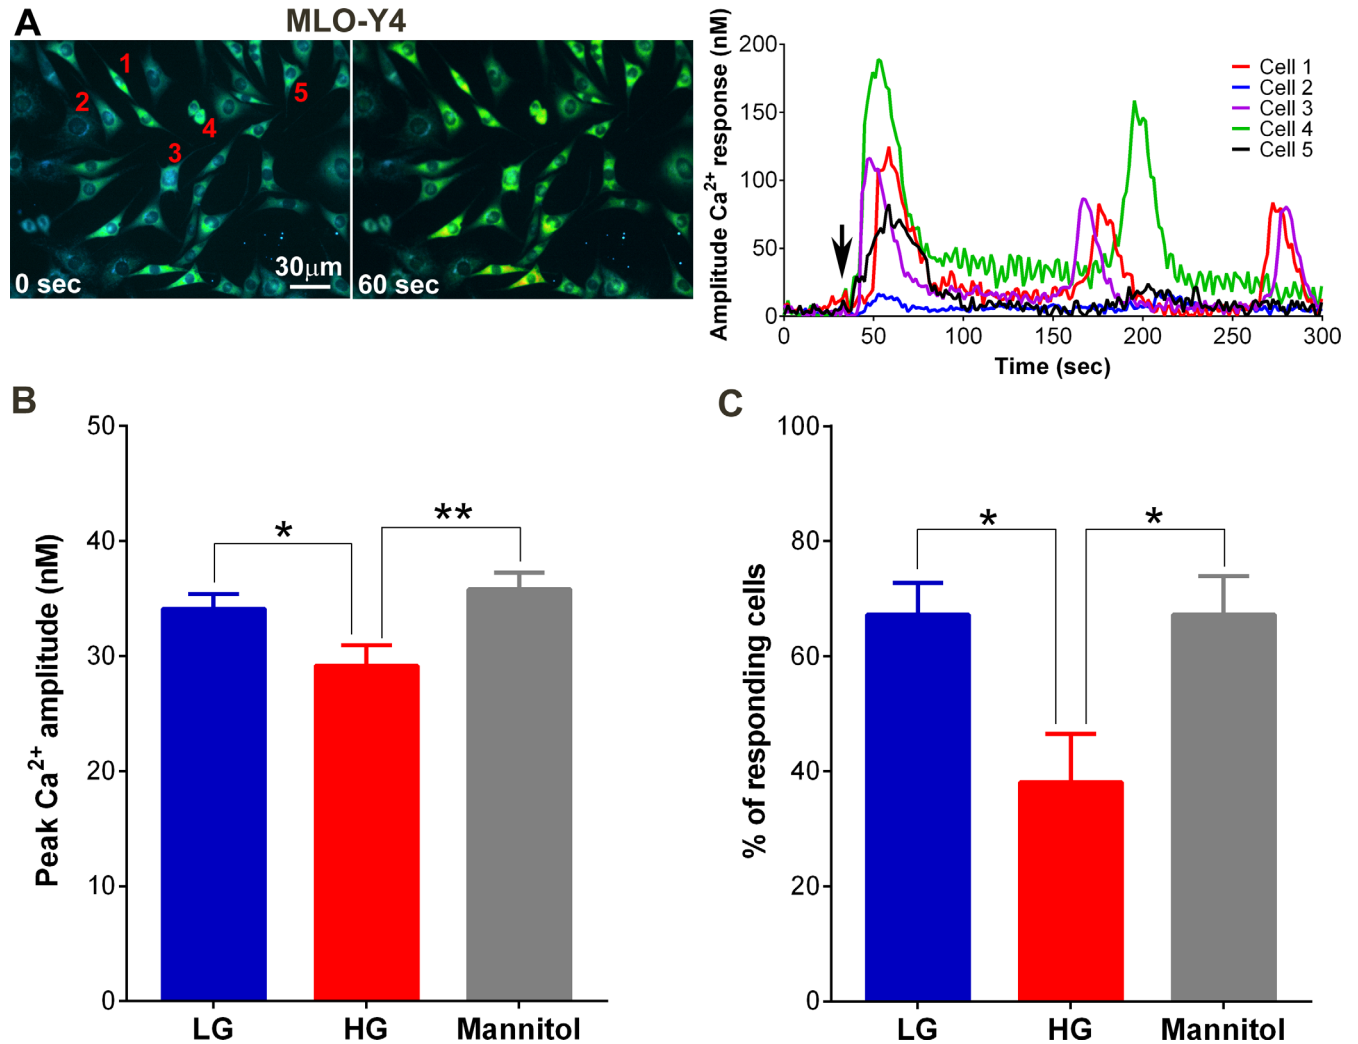 A
MLO-Y4
1
2
3
4
5
0 sec
30μm
60 sec
Amplitude Ca2+ response (nM)
200
150
100
50
0
0 50 100 150 200 250 300
Time (sec)
Cell 1
Cell 2
Cell 3
Cell 4
Cell 5
B
Peak Ca2+ amplitude (nM)
50
40
30
20
10
0
*
**
LG HG Mannitol
C
% of responding cells
100
80
60
40
20
0
*
*
LG HG Mannitol